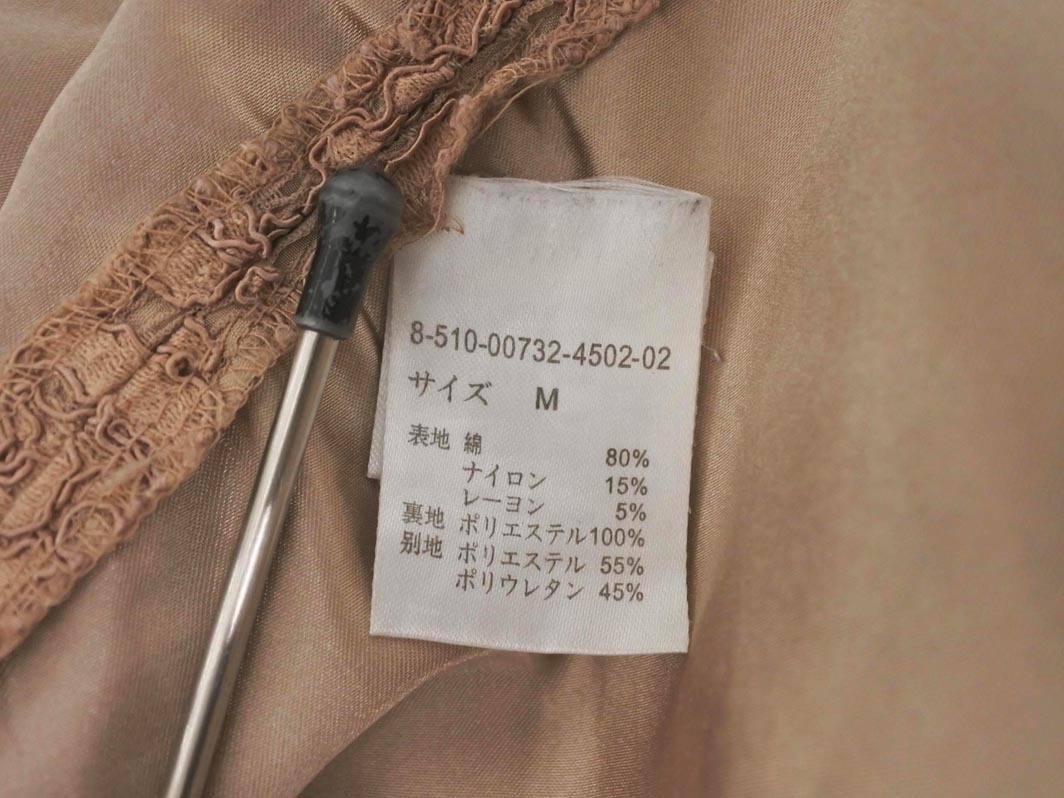 8-510-00732-4502-02
サイズ M
表地 綿 80%
ナイロン 15%
レーヨン 5%
裏地 ポリエステル100%
別地 ポリエステル 55%
ポリウレタン 45%